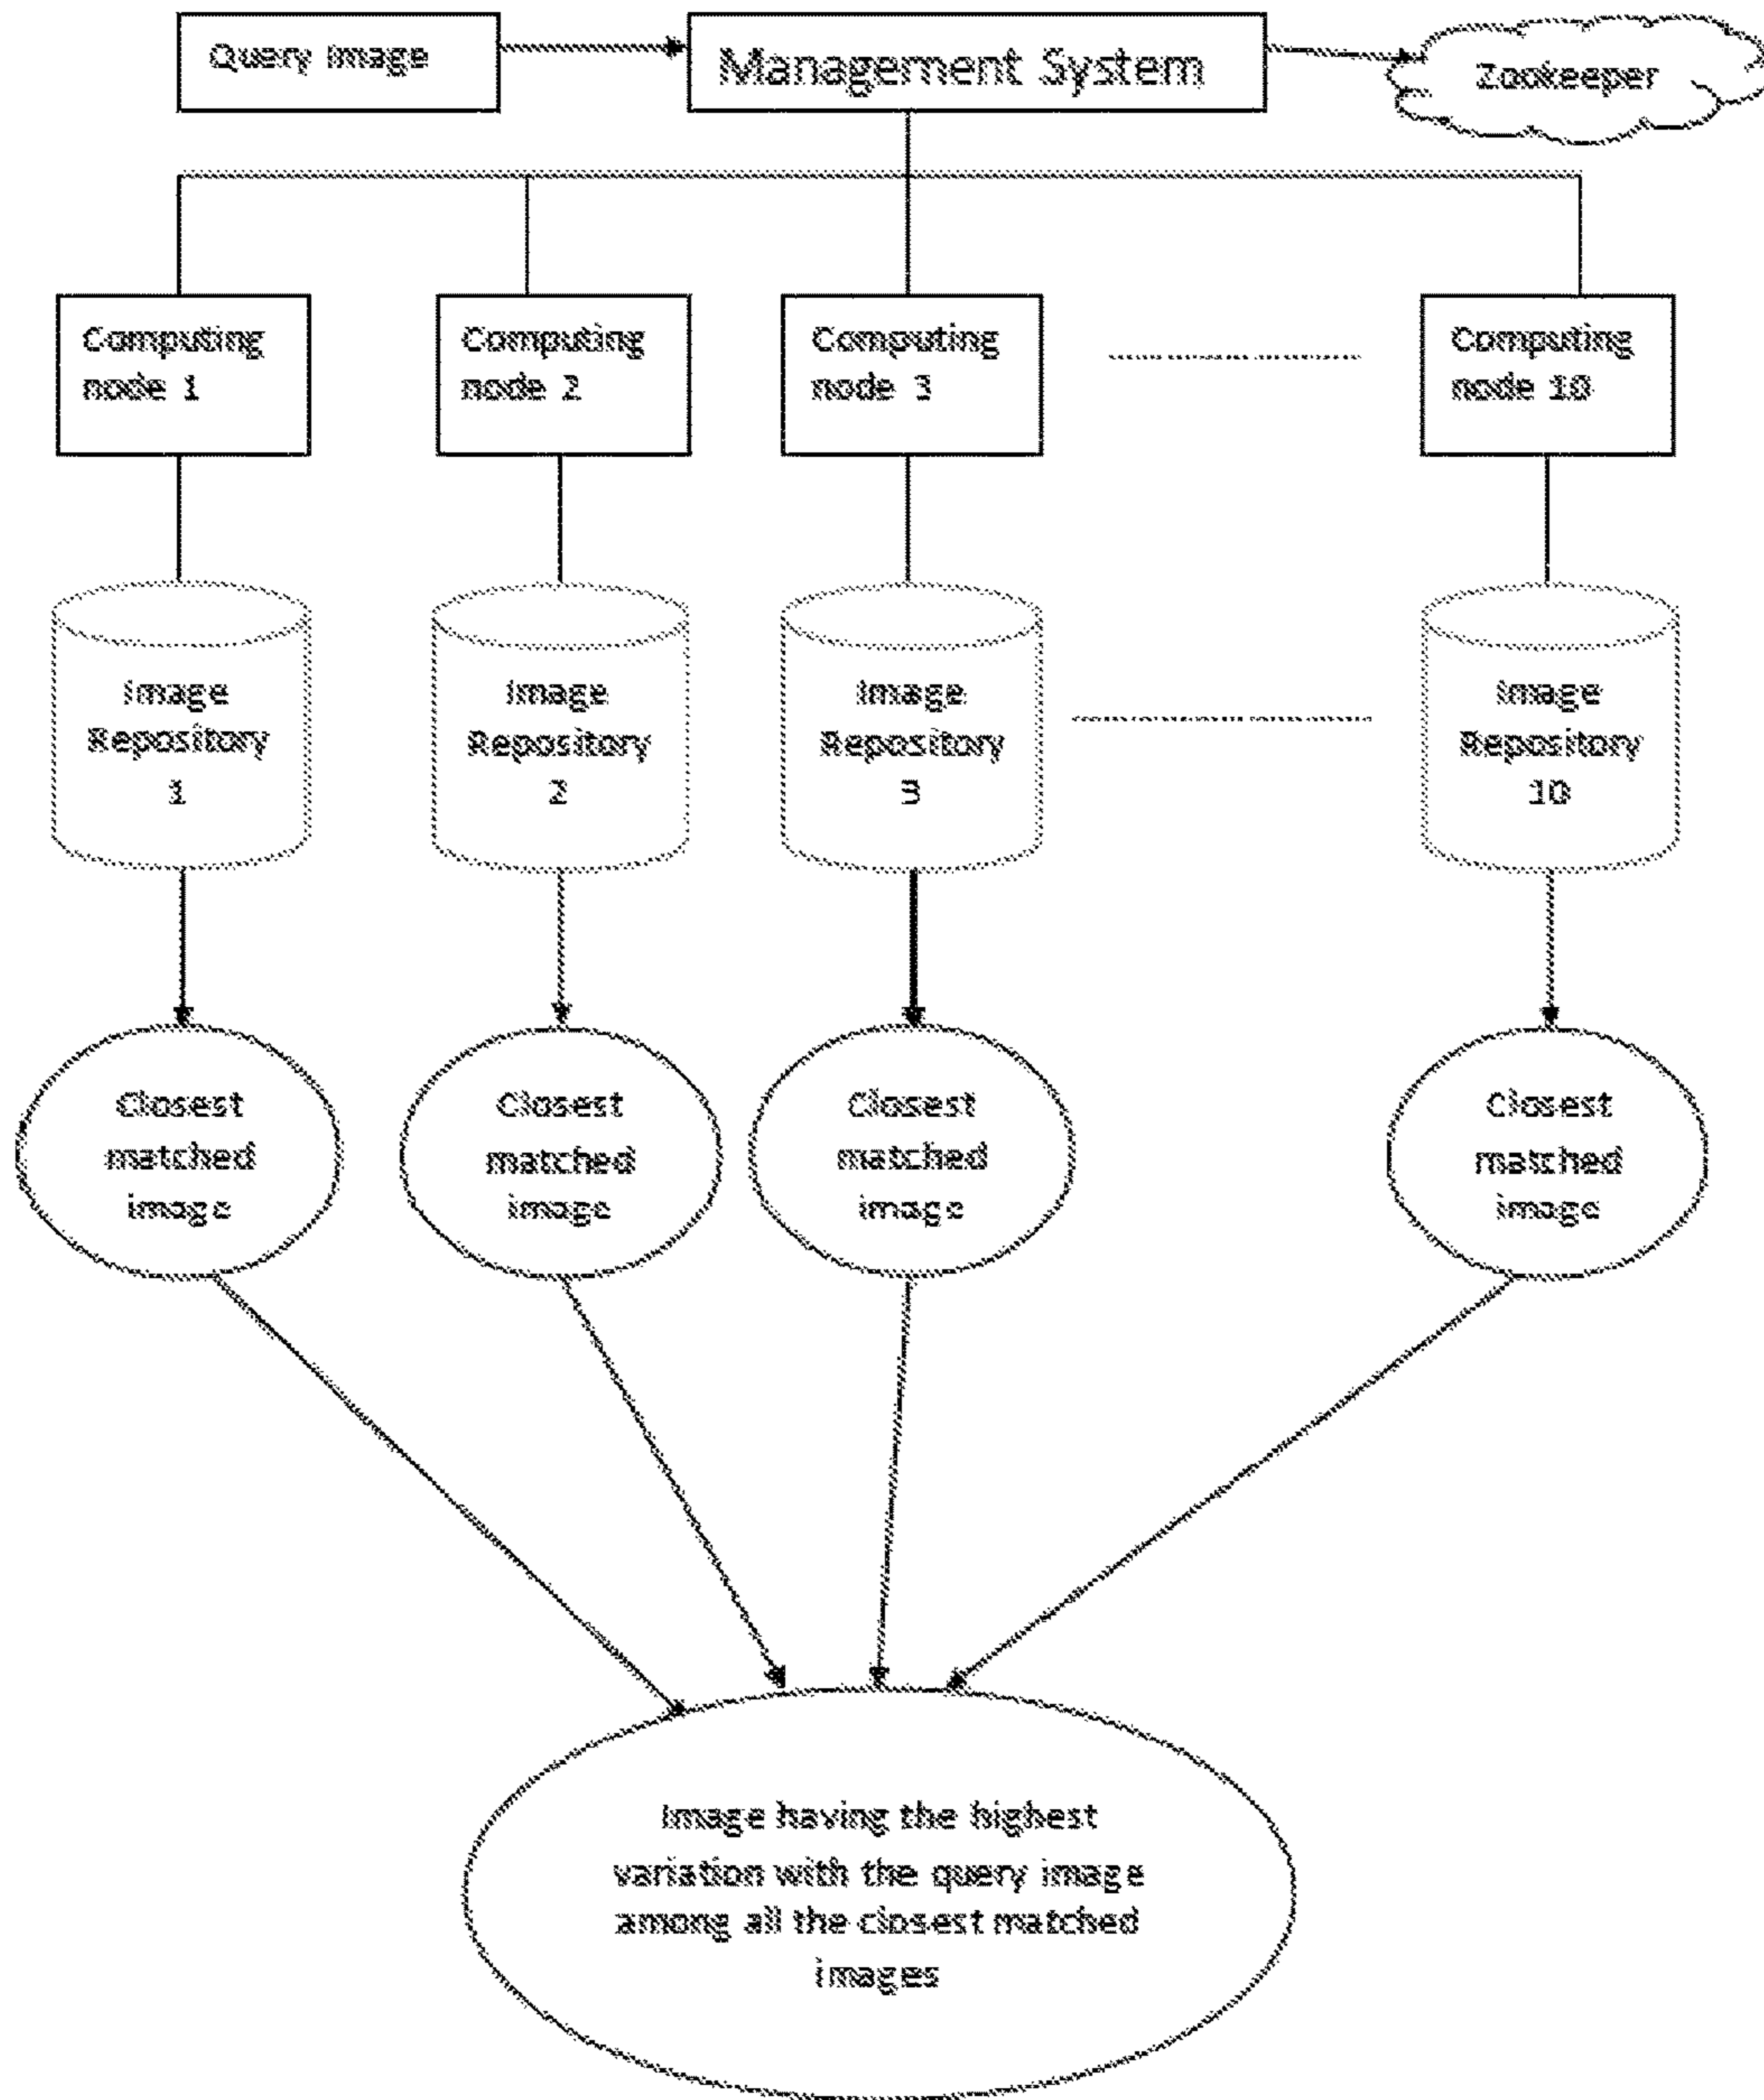 Query Image
Management System
Zookeeper
Computing
node 1
Computing
node 2
Computing
node 3
Computing
node 10
Image
Repository
1
Image
Repository
2
Image
Repository
3
Image
Repository
10
Closest
matched
image
Closest
matched
image
Closest
matched
image
Closest
matched
image
Image having the highest
variation with the query image
among all the closest matched
images